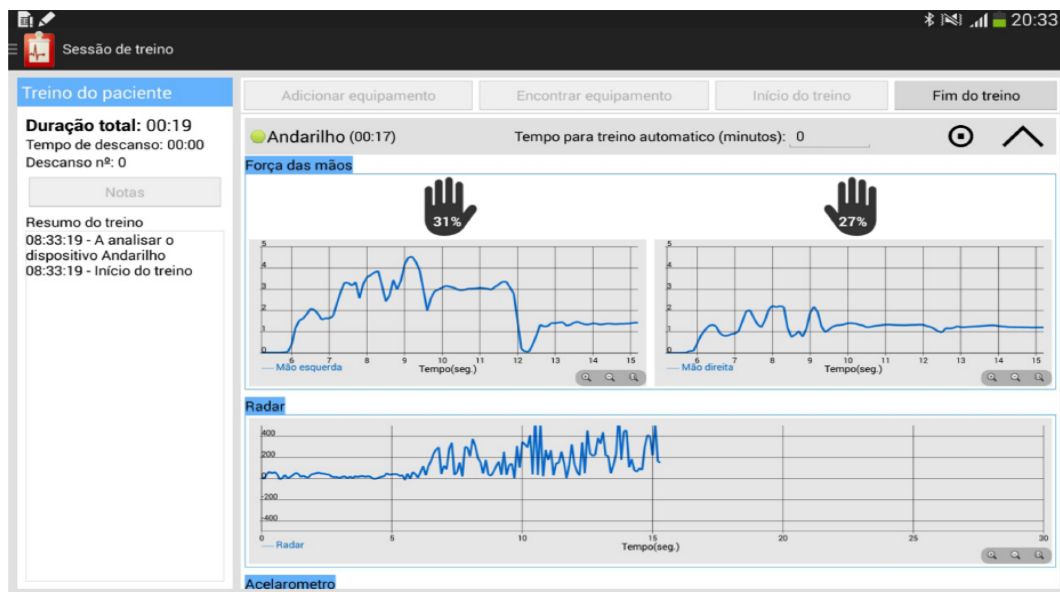 20:33
Sessão de treino
Treino do paciente
Duração total: 00:19
Tempo de descanso: 00:00
Descanso nº: 0
Notas
Resumo do treino
08:33:19 - A analisar o
dispositivo Andarilho
08:33:19 - Início do treino
Adicionar equipamento
Encontrar equipamento
Início do treino
Fim do treino
Andarilho (00:17)
Tempo para treino automatico (minutos): 0
Força das mãos
31%
27%
5
4
3
2
1
0
6 7 8 9 10 11 12 13 14 15
Mão esquerda
Tempo(seg.)
5
4
3
2
1
0
6 7 8 9 10 11 12 13 14 15
Mão direita
Tempo(seg.)
Radar
400
200
0
-200
-400
0 5 10 15 20 25 30
Radar
Tempo(seg.)
Acelarometro